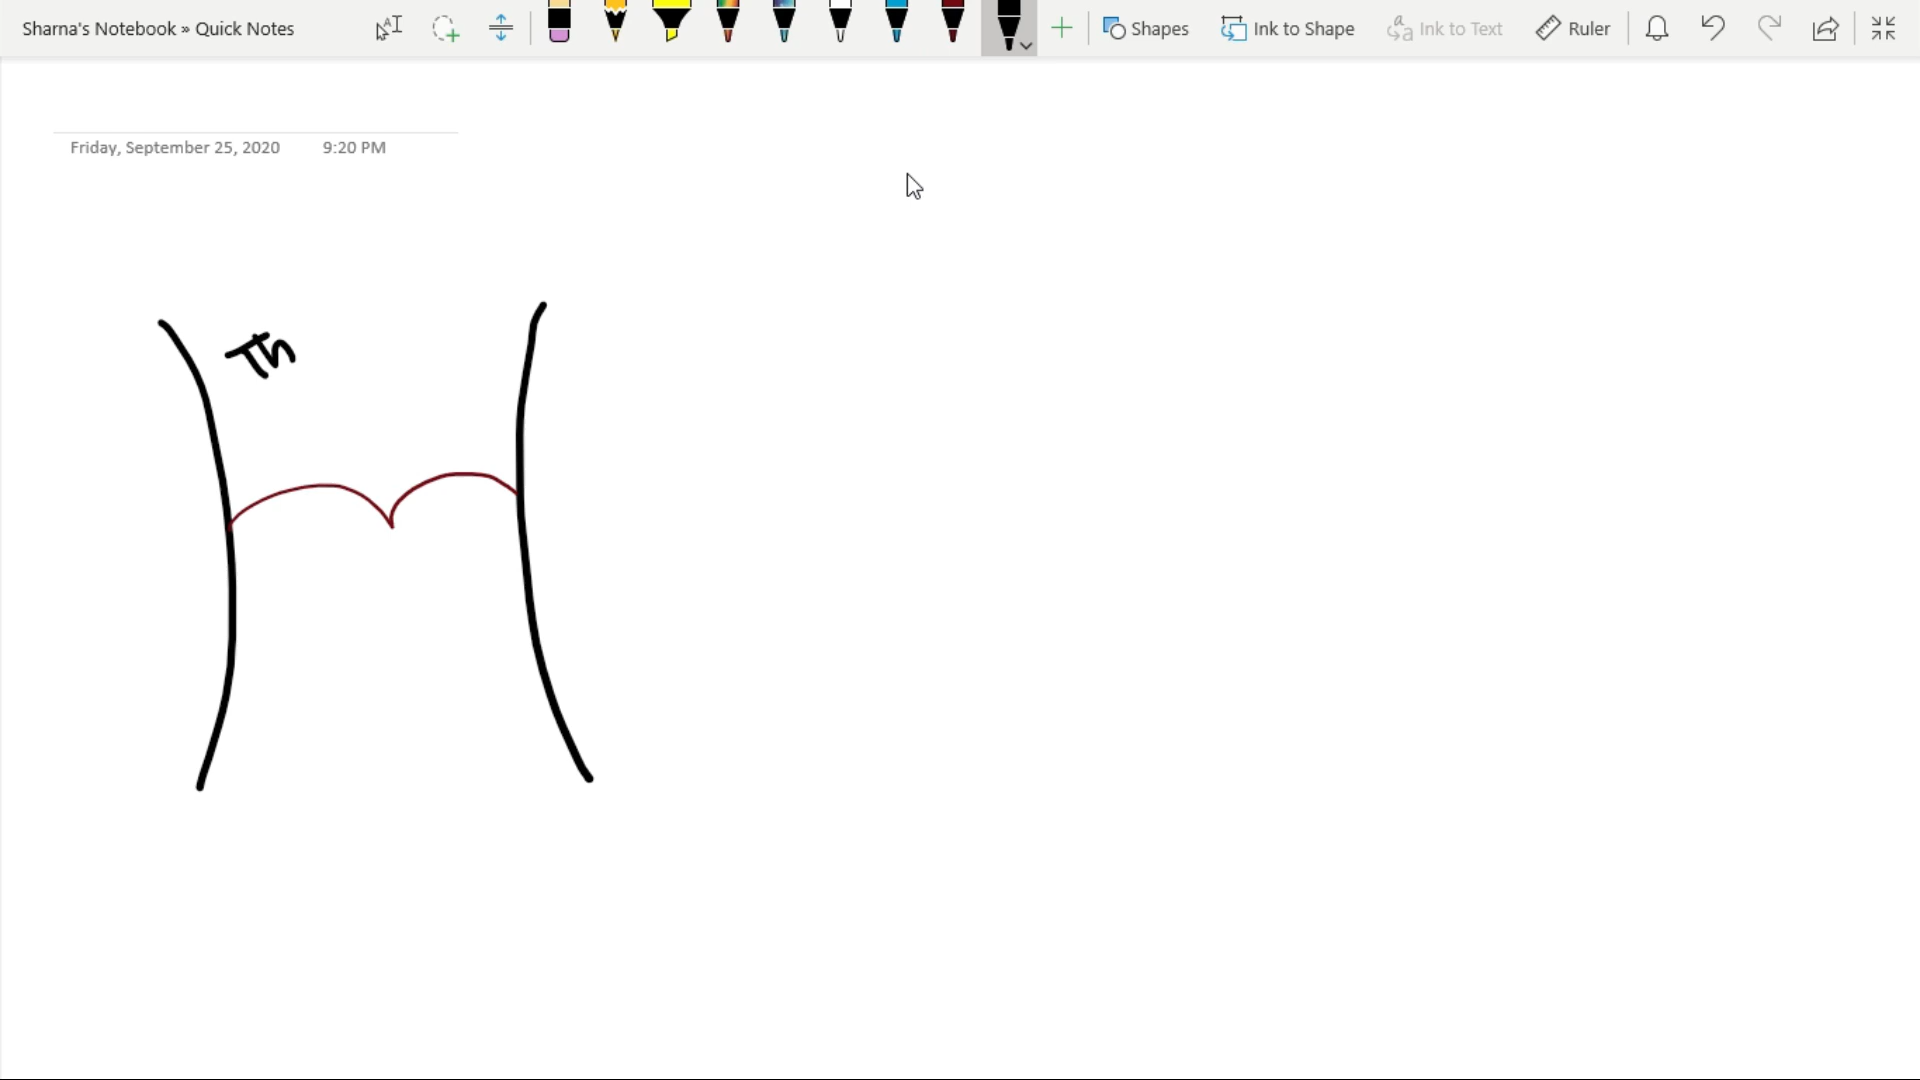 Sharna's Notebook » Quick Notes
Shapes
Ink to Shape
Ink to Text
Ruler
Friday, September 25, 2020 9:20 PM
Th